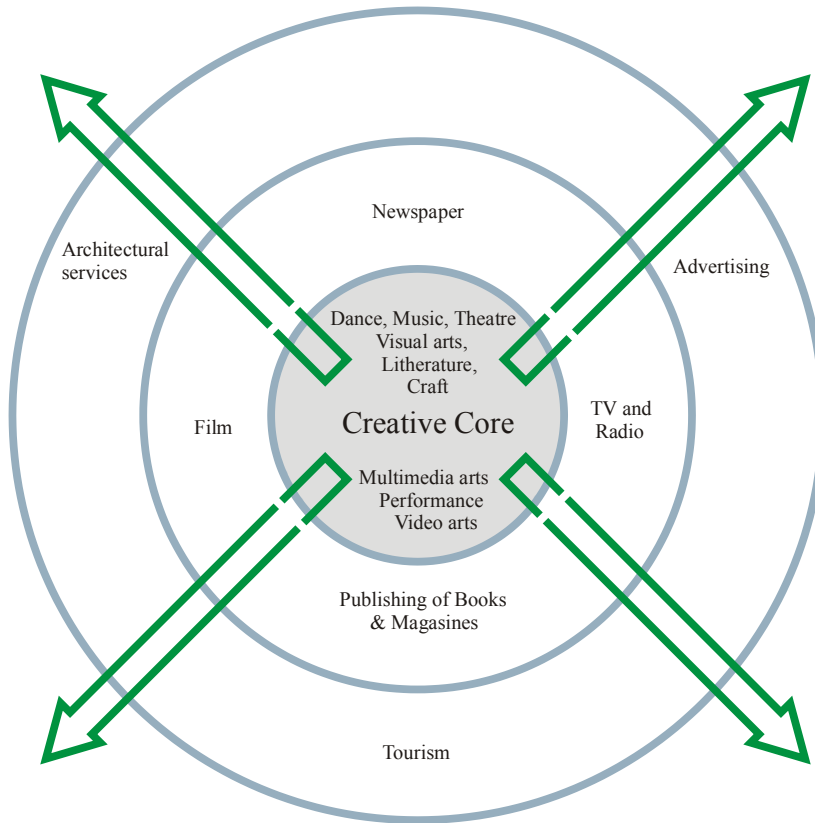 Newspaper
Architectural
services
Advertising
Dance, Music, Theatre
Visual arts,
Litherature,
Craft
Creative Core
Film
TV and
Radio
Multimedia arts
Performance
Video arts
Publishing of Books
& Magasines
Tourism